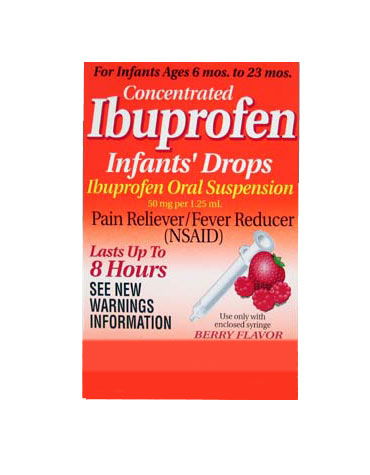 For Infants Ages 6 mos. to 23 mos.
Concentrated
Ibuprofen
Infants' Drops
Ibuprofen Oral Suspension
50 mg per 1.25 ml.
Pain Reliever/Fever Reducer
(NSAID)
Lasts Up To
8 Hours
SEE NEW
WARNINGS
INFORMATION
Use only with
enclosed syringe
BERRY FLAVOR